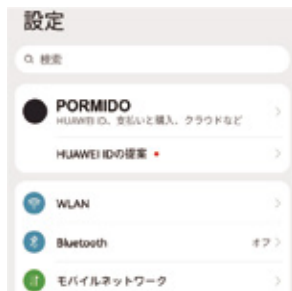 設定
検索
PORMIDO
HUAWEI ID、支払いと購入、クラウドなど
HUAWEI IDの提案
WLAN
Bluetooth
オフ
モバイルネットワーク